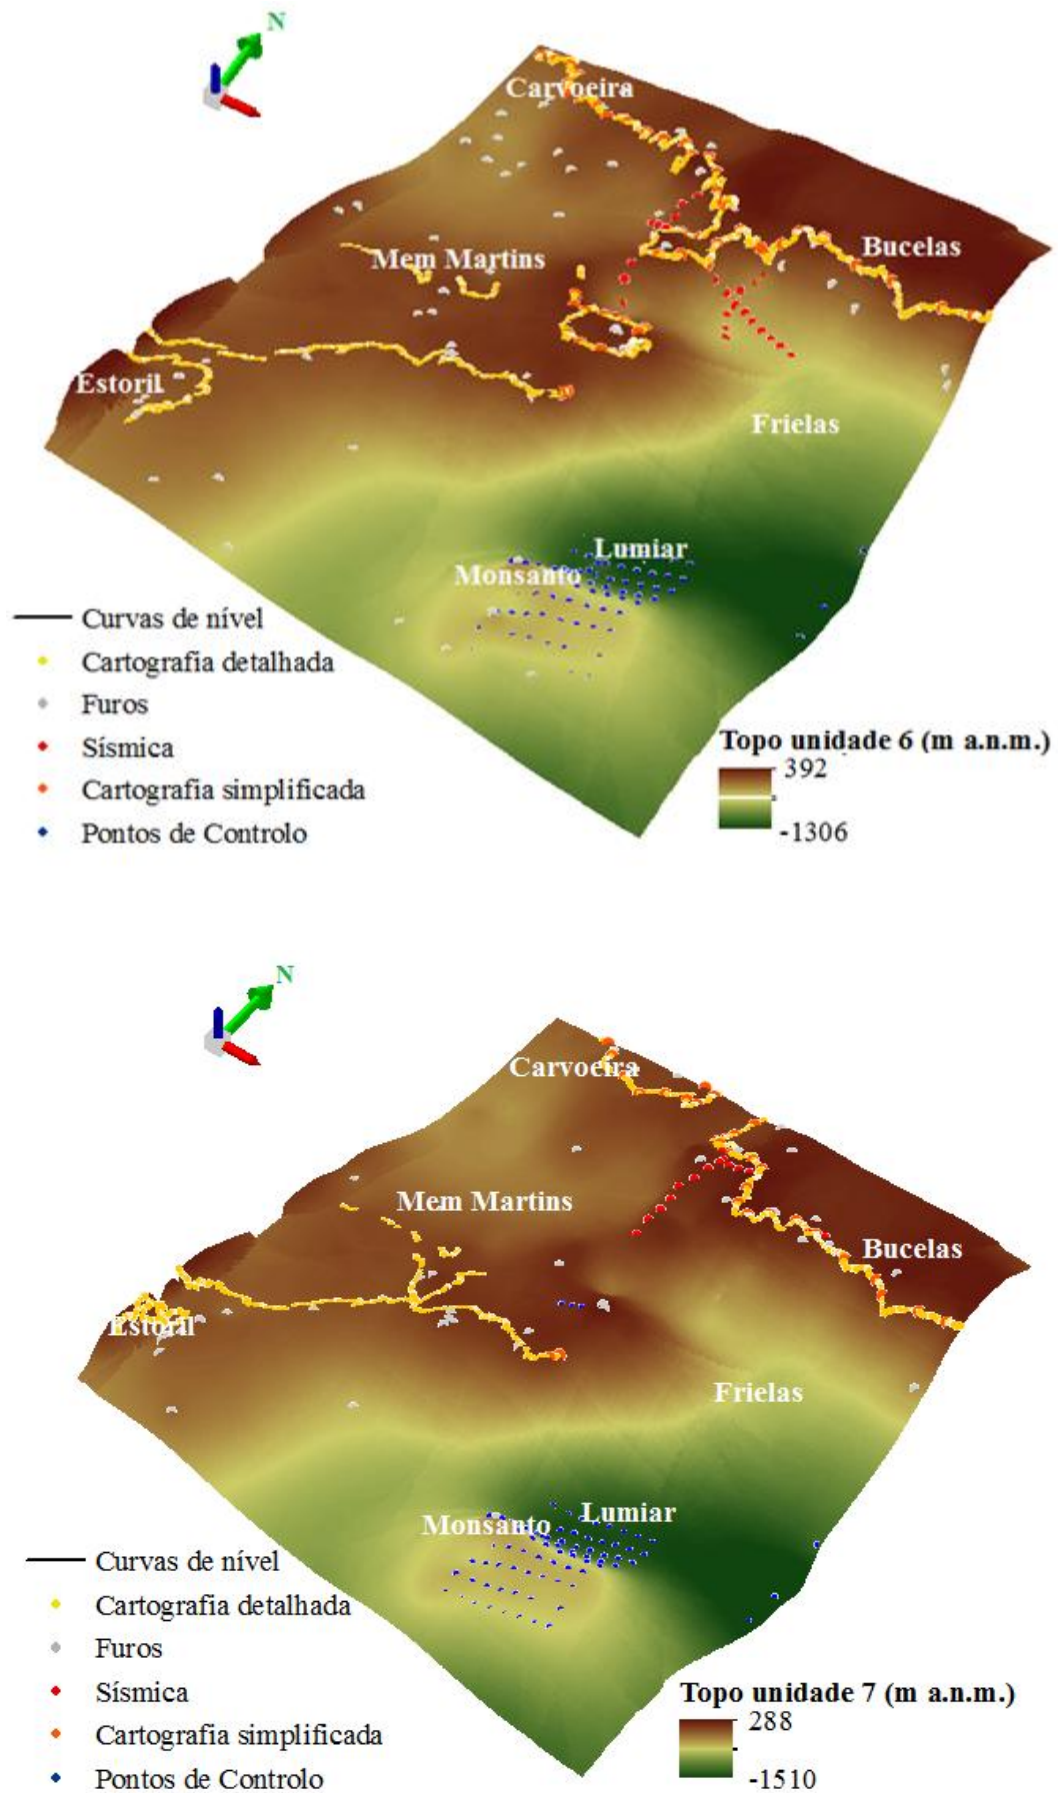 N
Carvoeira
Bucelas
Mem Martins
Estoril
Frielas
Lumiar
Monsanto
Curvas de nível
Cartografia detalhada
Furos
Sísmica
Cartografia simplificada
Pontos de Controlo
Topo unidade 6 (m a.n.m.)
392
-1306
N
Carvoeira
Mem Martins
Bucelas
Estoril
Frielas
Lumiar
Monsanto
Curvas de nível
Cartografia detalhada
Furos
Sísmica
Cartografia simplificada
Pontos de Controlo
Topo unidade 7 (m a.n.m.)
288
-1510